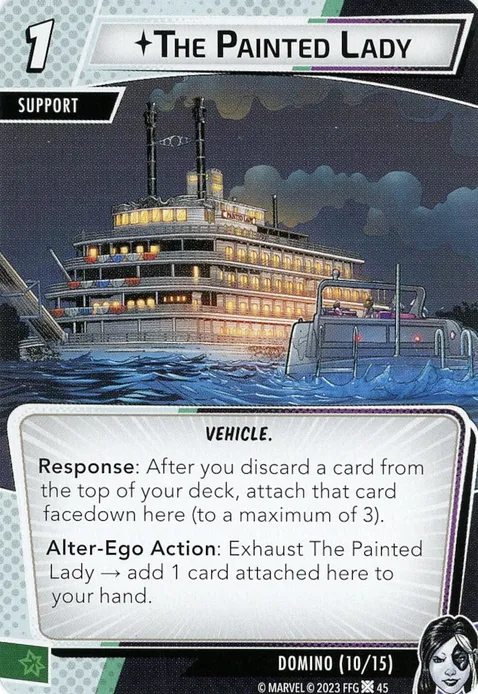 1
The Painted Lady
SUPPORT
PAINTED LADY
VEHICLE.
Response: After you discard a card from
the top of your deck, attach that card
facedown here (to a maximum of 3).
Alter-Ego Action: Exhaust The Painted
Lady → add 1 card attached here to
your hand.
DOMINO (10/15)
© MARVEL © 2023 FFG 45